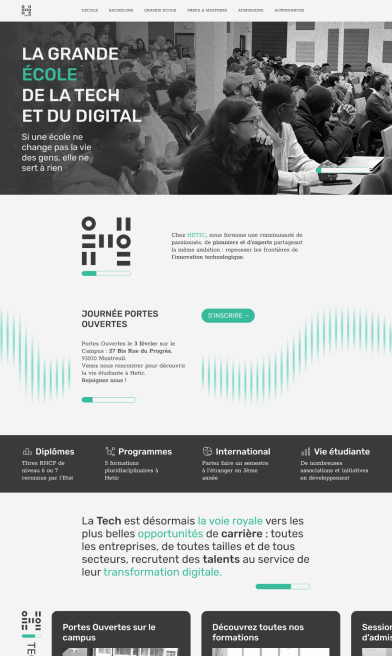 L'ECOLE BACHELORS GRANDE ECOLE PREPA & MASTERES ADMISSIONS ALTERNANCES
LA GRANDE
ÉCOLE
DE LA TECH
ET DU DIGITAL
Si une école ne
change pas la vie
des gens, elle ne
sert à rien
Chez HETIC, nous formons une communauté de
passionnés, de pionniers et d'experts partageant
la même ambition : repousser les frontières de
l'innovation technologique.
JOURNÉE PORTES
OUVERTES
S'INSCRIRE
Portes Ouvertes le 3 février sur le
Campus : 27 Bis Rue du Progrès,
93100 Montreuil.
Venez nous rencontrer pour découvrir
la vie étudiante à Hetic.
Rejoignez nous !
Diplômes
Titres RNCP de
niveau 6 ou 7
reconnus par l'Etat
Programmes
5 formations
pluridisciplinaires à
Hetic
International
Partez faire un semestre
à l'étranger en 3ème
année
Vie étudiante
De nombreuses
associations et initiatives
en développement
La Tech est désormais la voie royale vers les
plus belles opportunités de carrière : toutes
les entreprises, de toutes tailles et de tous
secteurs, recrutent des talents au service de
leur transformation digitale.
Portes Ouvertes sur le
campus
Découvrez toutes nos
formations
Session
d'admis